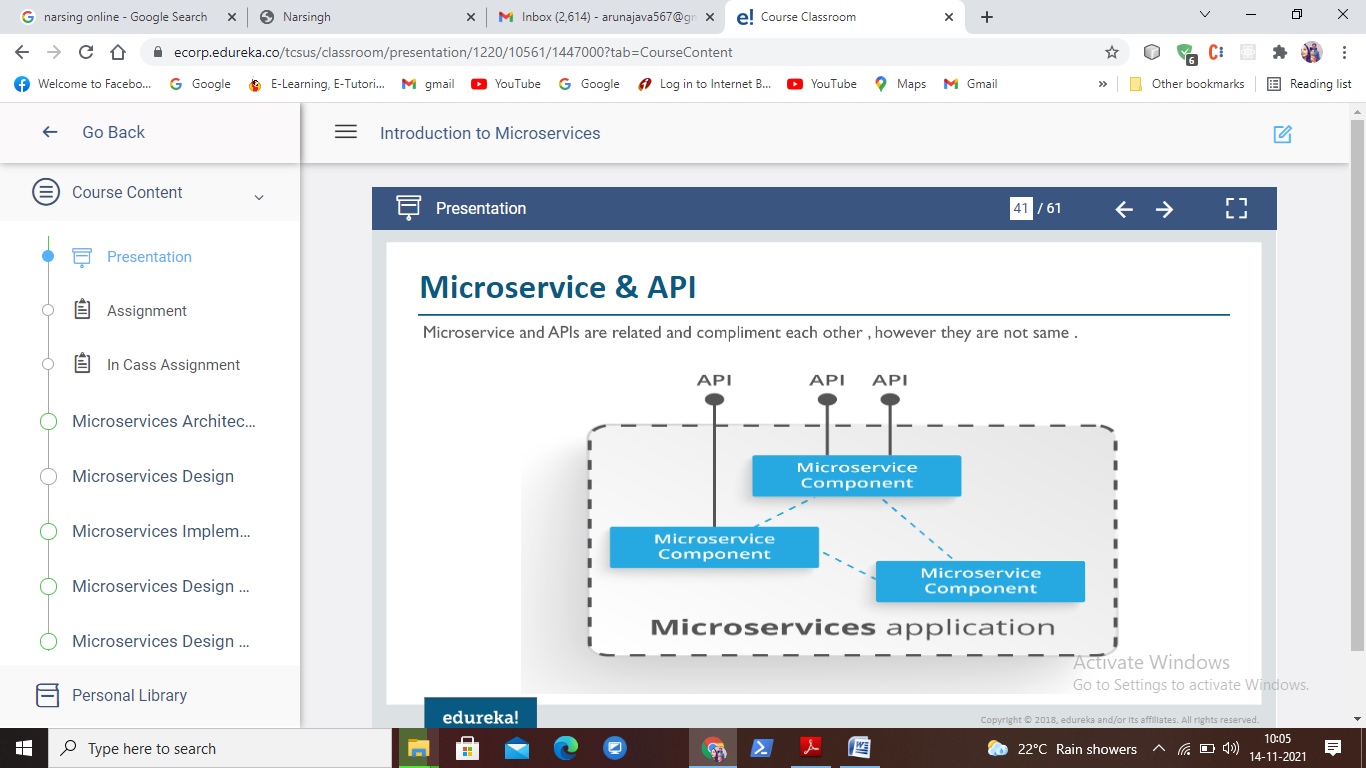 narsing online - Google Search
Narsingh
Inbox (2,614) - arunajava567@gm
Course Classroom
ecorp.edureka.co/tcsus/classroom/presentation/1220/10561/1447000?tab=CourseContent
6
Welcome to Facebo...
Google
E-Learning, E-Tutori...
gmail
YouTube
Google
Log in to Internet B...
YouTube
Maps
Gmail
»
Other bookmarks
Reading list
Go Back
Introduction to Microservices
Course Content
Presentation
41 / 61
Presentation
Assignment
In Cass Assignment
Microservices Architec...
Microservices Design
Microservices Implem...
Microservices Design ...
Microservices Design ...
Personal Library
Microservice & API
Microservice and APIs are related and compliment each other , however they are not same .
API
API
API
Microservice
Component
Microservice
Component
Microservice
Component
Microservices application
Activate Windows
Go to Settings to activate Windows.
edureka!
Copyright © 2018, edureka and/or its affiliates. All rights reserved.
Type here to search
22°C Rain showers
10:05
14-11-2021